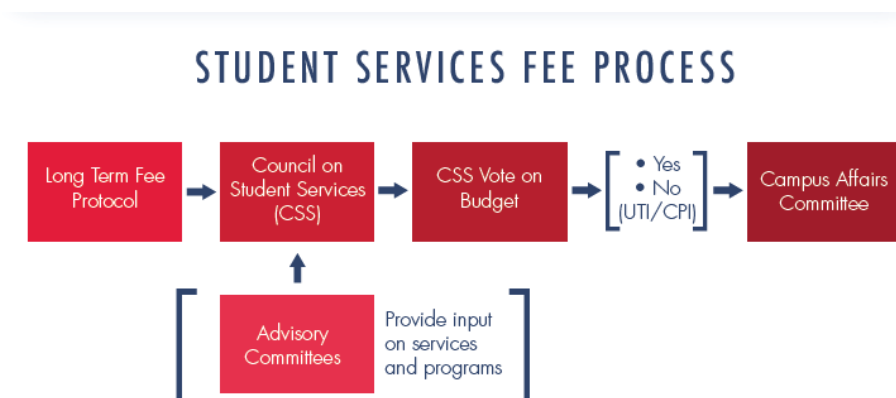 STUDENT SERVICES FEE PROCESS
Long Term Fee
Protocol
Council on
Student Services
(CSS)
CSS Vote on
Budget
• Yes
• No
(UTI/CPI)
Campus Affairs
Committee
Advisory
Committees
Provide input
on services
and programs